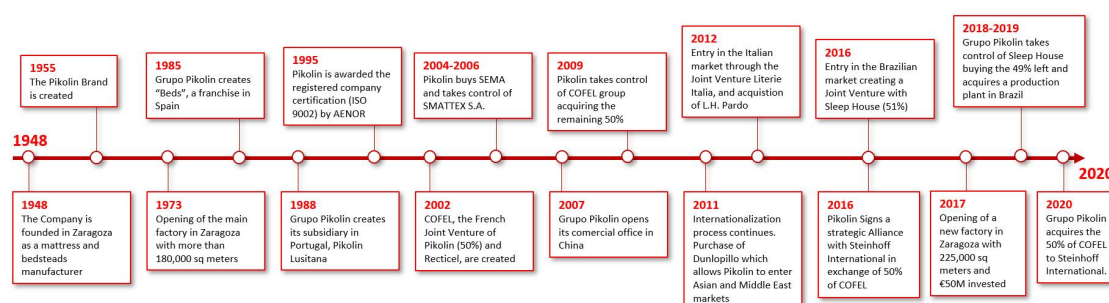 1948
1955
The Pikolin Brand
is created
1985
Grupo Pikolin creates
“Beds”, a franchise in
Spain
1995
Pikolin is awarded the
registered company
certification (ISO
9002) by AENOR
2004-2006
Pikolin buys SEMA
and takes control of
SMATTEX S.A.
2009
Pikolin takes control
of COFEL group
acquiring the
remaining 50%
2012
Entry in the Italian
market through the
Joint Venture Literie
Italia, and acquistion
of L.H. Pardo
2016
Entry in the Brazilian
market creating a
Joint Venture with
Sleep House (51%)
2018-2019
Grupo Pikolin takes
control of Sleep House
buying the 49% left and
acquires a production
plant in Brazil
2020
1948
The Company is
founded in Zaragoza
as a mattress and
bedsteads
manufacturer
1973
Opening of the main
factory in Zaragoza
with more than
180,000 sq meters
1988
Grupo Pikolin creates
its subsidiary in
Portugal, Pikolin
Lusitana
2002
COFEL, the French
Joint Venture of
Pikolin (50%) and
Recticel, are created
2007
Grupo Pikolin opens
its comercial office in
China
2011
Internationalization
process continues.
Purchase of
Dunlopillo which
allows Pikolin to enter
Asian and Middle East
markets
2016
Pikolin Signs a
strategic Alliance
with Steinhoff
International in
exchange of 50%
of COFEL
2017
Opening of a
new factory in
Zaragoza with
225,000 sq
meters and
€50M invested
2020
Grupo Pikolin
acquires the
50% of COFEL
to Steinhoff
International.